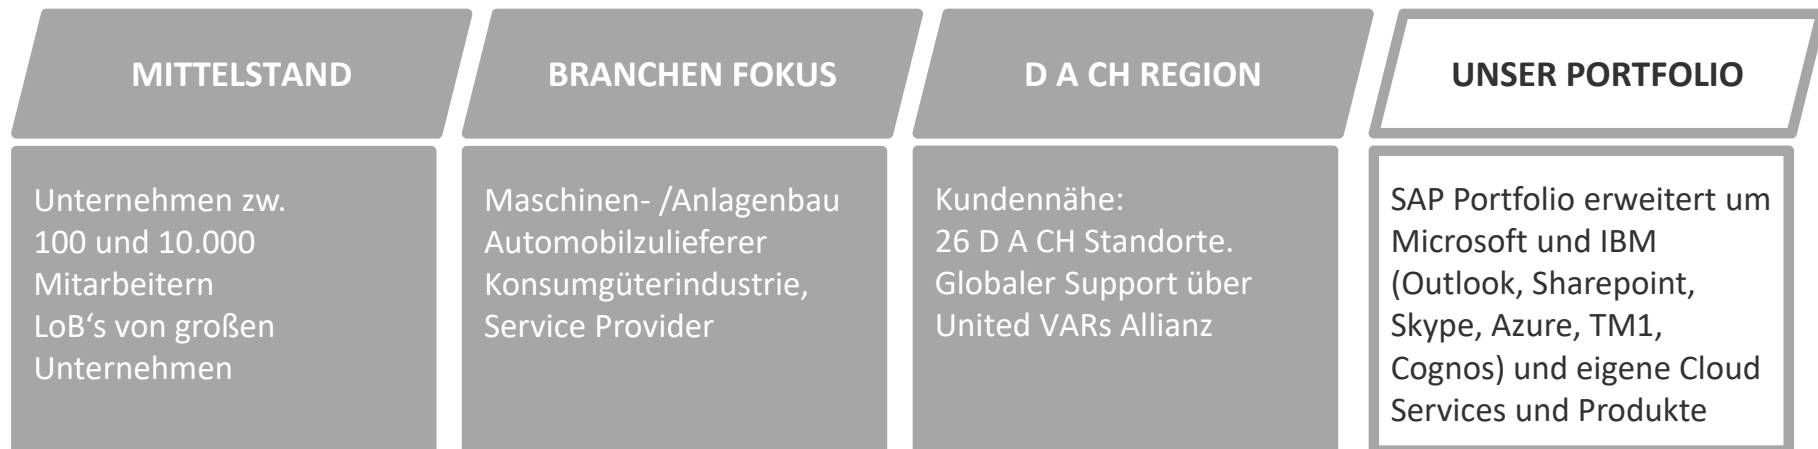 MITTELSTAND
Unternehmen zw.
100 und 10.000
Mitarbeitern
LoB‘s von großen
Unternehmen
BRANCHEN FOKUS
Maschinen- /Anlagenbau
Automobilzulieferer
Konsumgüterindustrie,
Service Provider
D A CH REGION
Kundennähe:
26 D A CH Standorte.
Globaler Support über
United VARs Allianz
UNSER PORTFOLIO
SAP Portfolio erweitert um
Microsoft und IBM
(Outlook, Sharepoint,
Skype, Azure, TM1,
Cognos) und eigene Cloud
Services und Produkte